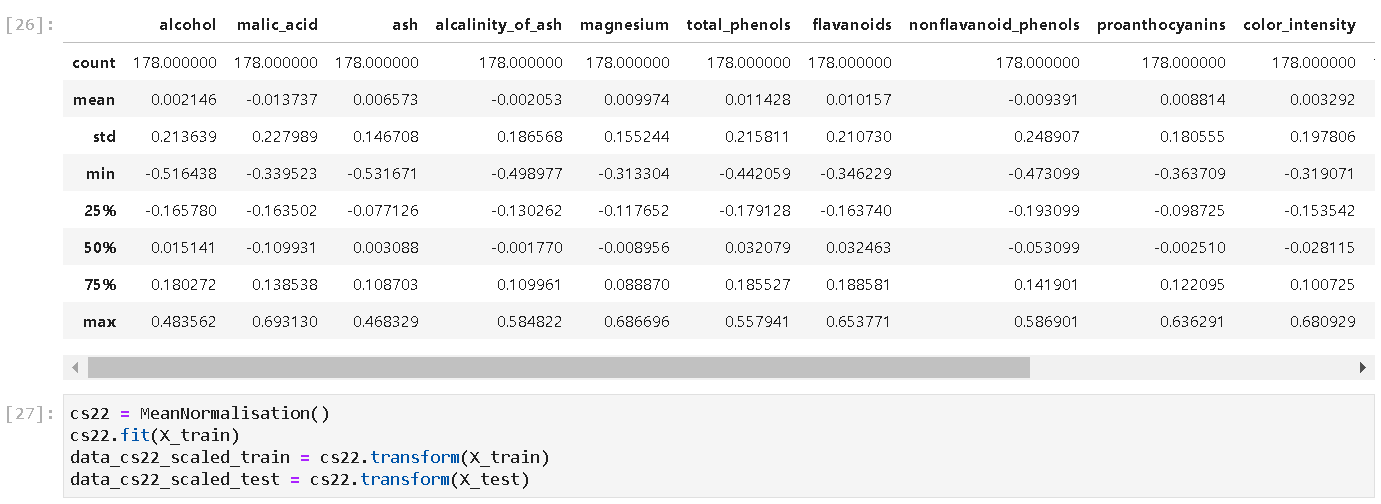 [26]:
alcohol malic_acid ash alcalinity_of_ash magnesium total_phenols flavanoids nonflavanoid_phenols proanthocyanins color_intensity
count 178.000000 178.000000 178.000000 178.000000 178.000000 178.000000 178.000000 178.000000 178.000000 178.000000
mean 0.002146 -0.013737 0.006573 -0.002053 0.009974 0.011428 0.010157 -0.009391 0.008814 0.003292
std 0.213639 0.227989 0.146708 0.186568 0.155244 0.215811 0.210730 0.248907 0.180555 0.197806
min -0.516438 -0.339523 -0.531671 -0.498977 -0.313304 -0.442059 -0.346229 -0.473099 -0.363709 -0.319071
25% -0.165780 -0.163502 -0.077126 -0.130262 -0.117652 -0.179128 -0.163740 -0.193099 -0.098725 -0.153542
50% 0.015141 -0.109931 0.003088 -0.001770 -0.008956 0.032079 0.032463 -0.053099 -0.002510 -0.028115
75% 0.180272 0.138538 0.108703 0.109961 0.088870 0.185527 0.188581 0.141901 0.122095 0.100725
max 0.483562 0.693130 0.468329 0.584822 0.686696 0.557941 0.653771 0.586901 0.636291 0.680929
[27]:
cs22 = MeanNormalisation()
cs22.fit(X_train)
data_cs22_scaled_train = cs22.transform(X_train)
data_cs22_scaled_test = cs22.transform(X_test)